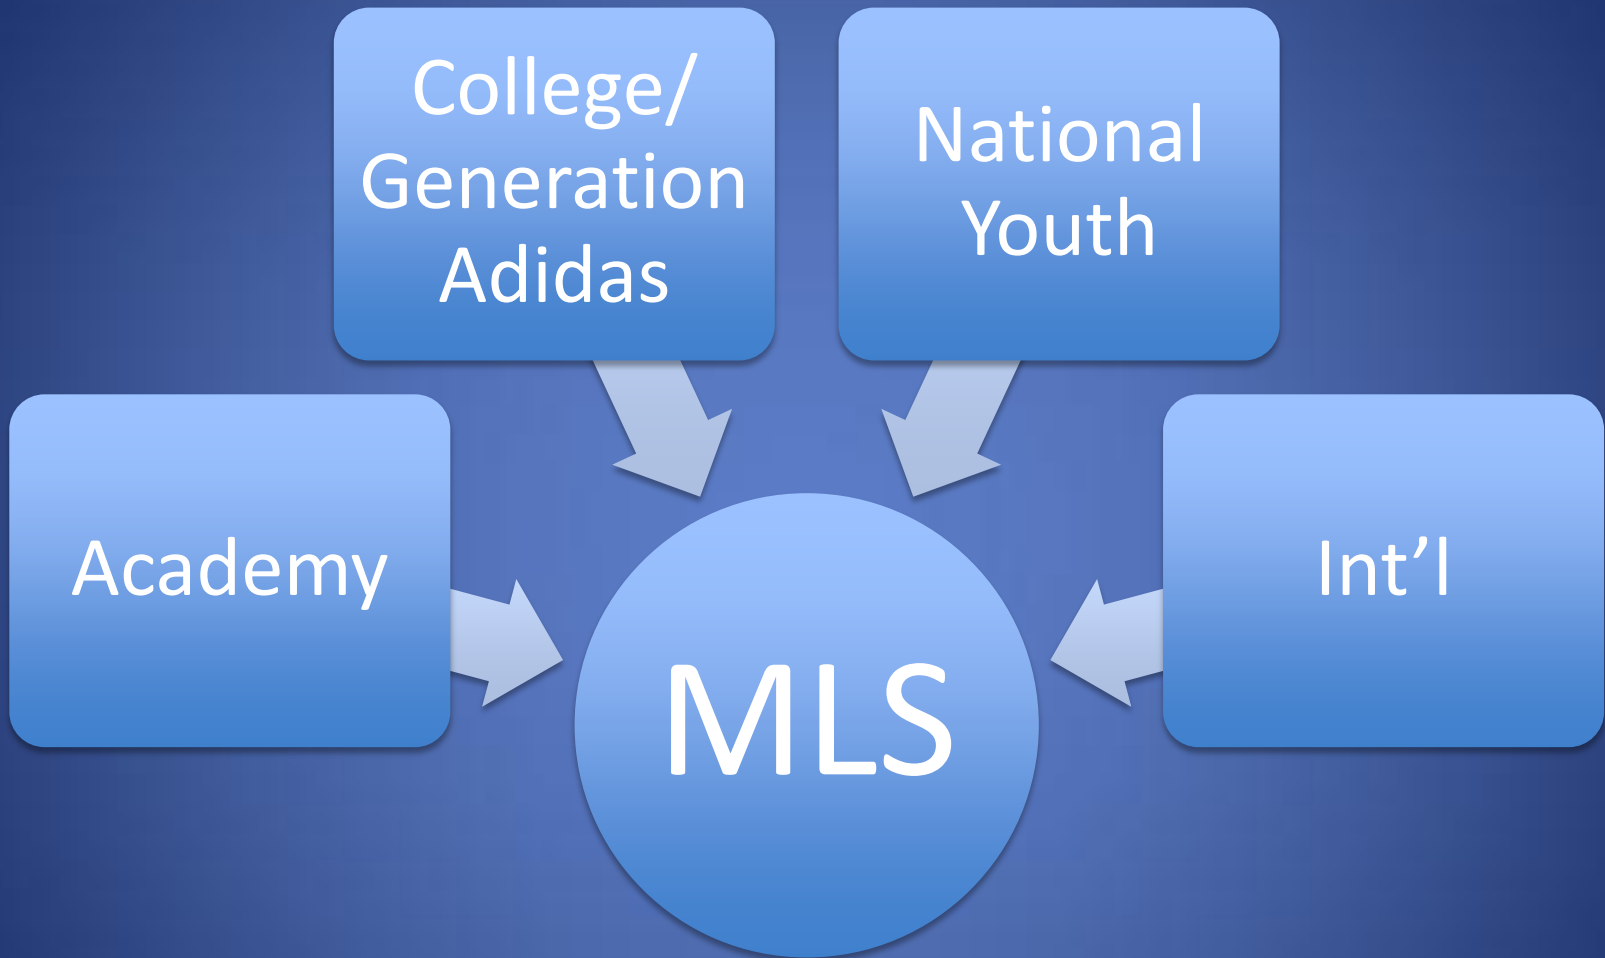 College/
Generation
Adidas
National
Youth
Academy
Int’l
MLS